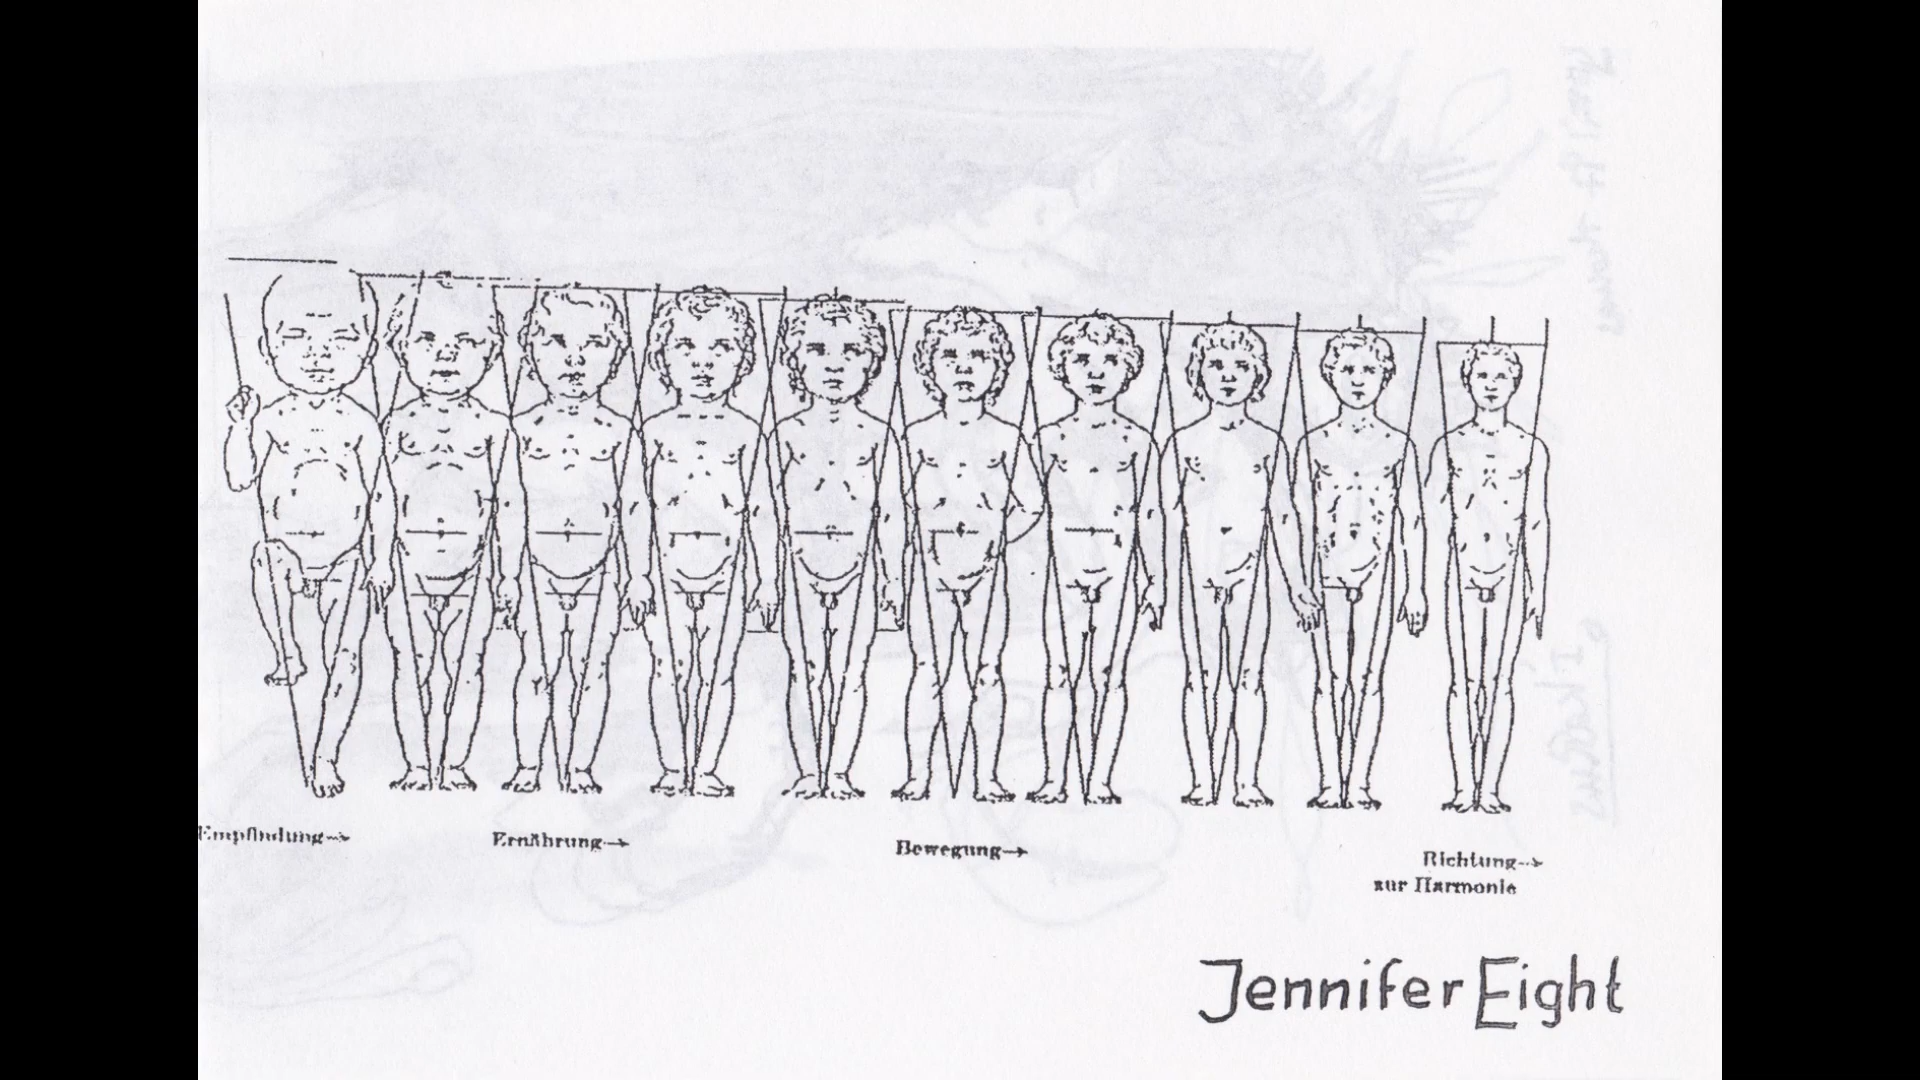 Empfindung→
Ernährung→
Bewegung→
Richtung→
zur Harmonie
Jennifer Eight